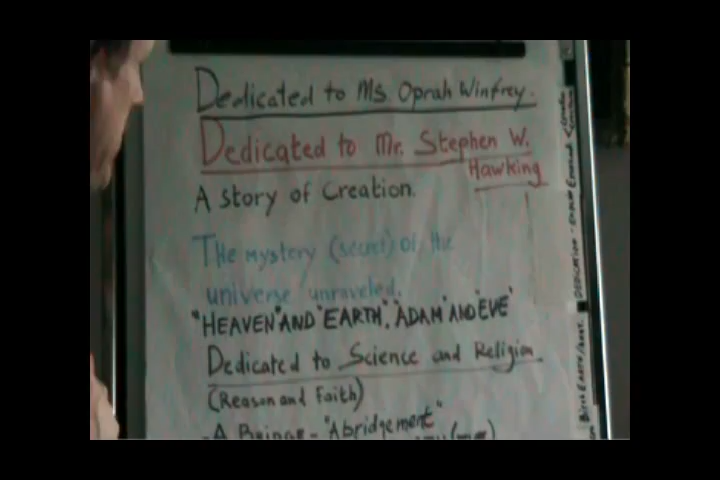 Dedicated to Ms. Oprah Winfrey.
Dedicated to Mr. Stephen W.
Hawking
A Story of Creation.
The mystery (secret) of the
universe unraveled.
"HEAVEN" AND "EARTH". "ADAM" AND "EVE"
Dedicated to Science and Religion.
(Reason and Faith)
- A Bridge - "Abridgement"